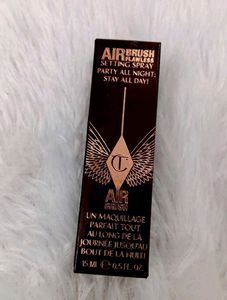 AIRBRUSH
FLAWLESS
SETTING SPRAY
PARTY ALL NIGHT;
STAY ALL DAY!
CT
AIR
BRUSH
UN MAQUILLAGE
PARFAIT TOUT
AU LONG DE LA
JOURNÉE JUSQU'AU
BOUT DE LA NUIT!
15 ML ℮ 0.5 FL. OZ.